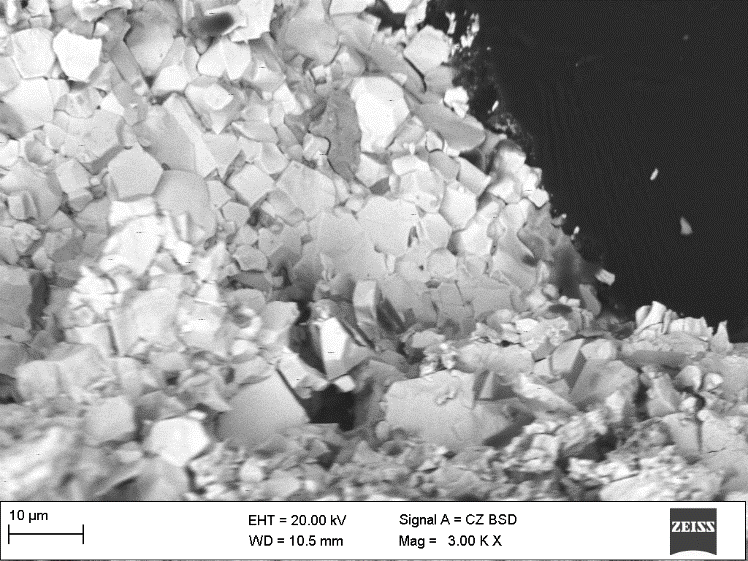 10 µm
EHT = 20.00 kV
WD = 10.5 mm
Signal A = CZ BSD
Mag = 3.00 K X
ZEISS